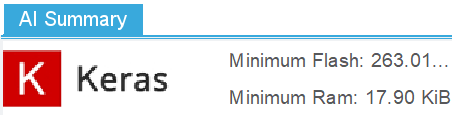 AI Summary
K Keras
Minimum Flash: 263.01...
Minimum Ram: 17.90 KiB